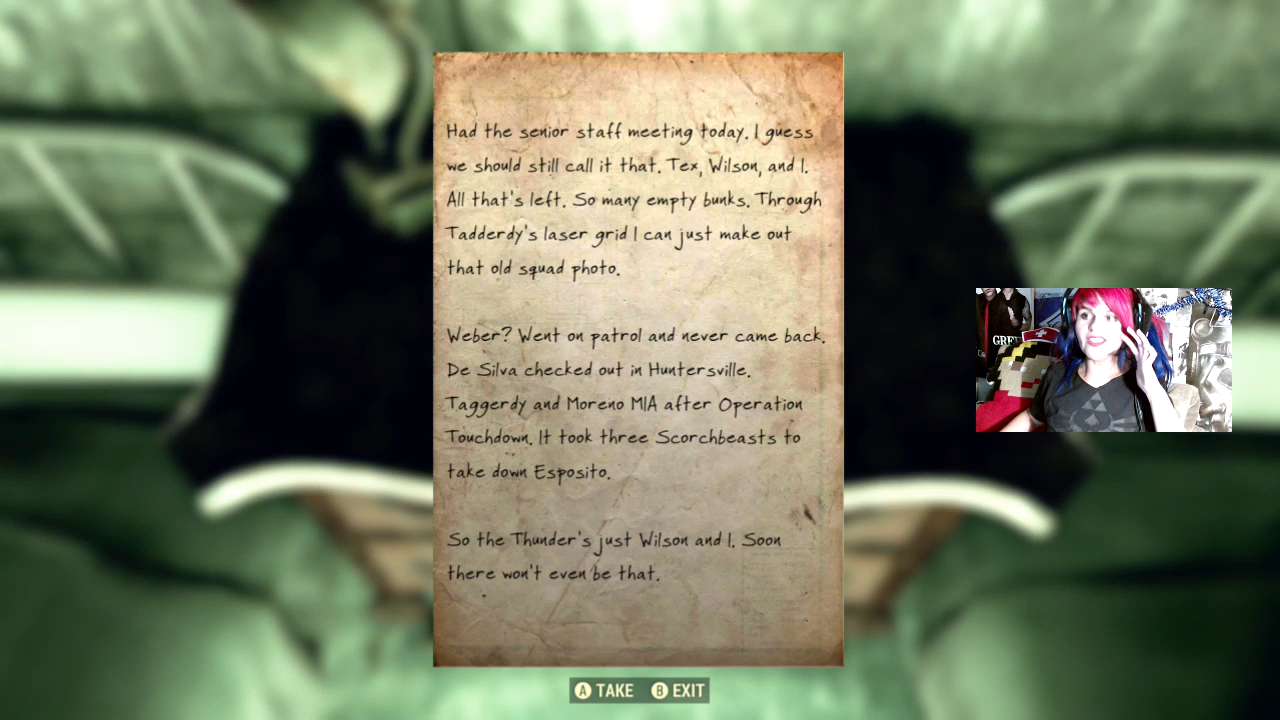 Had the senior staff meeting today. I guess
we should still call it that. Tex, Wilson, and I.
All that's left. So many empty bunks. Through
Tadderdy's laser grid I can just make out
that old squad photo.
Weber? Went on patrol and never came back.
De Silva checked out in Huntersville.
Taggerdy and Moreno MIA after Operation
Touchdown. It took three Scorchbeasts to
take down Esposito.
So the Thunder's just Wilson and I. Soon
there won't even be that.
A TAKE B EXIT